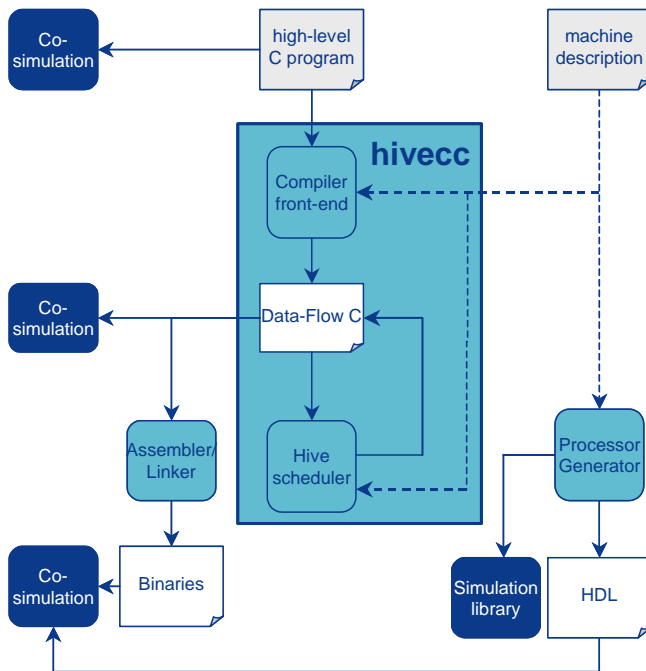 Co-
simulation
high-level
C program
machine
description
hivecc
Compiler
front-end
Co-
simulation
Data-Flow C
Assembler/
Linker
Hive
scheduler
Processor
Generator
Co-
simulation
Binaries
Simulation
library
HDL